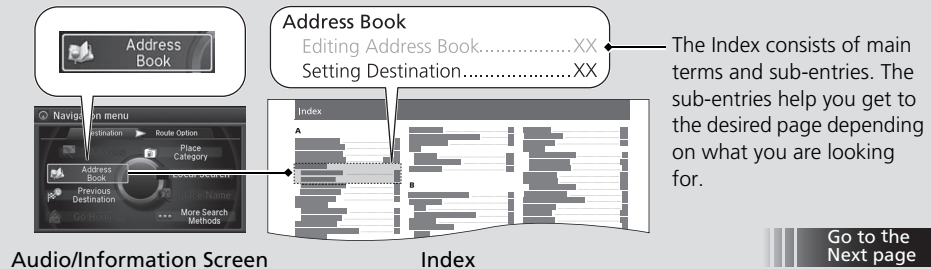 Address
Book
Address Book
Editing Address Book................XX
Setting Destination...................XX
The Index consists of main
terms and sub-entries. The
sub-entries help you get to
the desired page depending
on what you are looking
for.
Navigation menu
Destination
Route Option
Place
Category
Address
Book
Local Search
Previous
Destination
Name
Go Home
More Search
Methods
Index
A
B
Audio/Information Screen
Index
Go to the
Next page